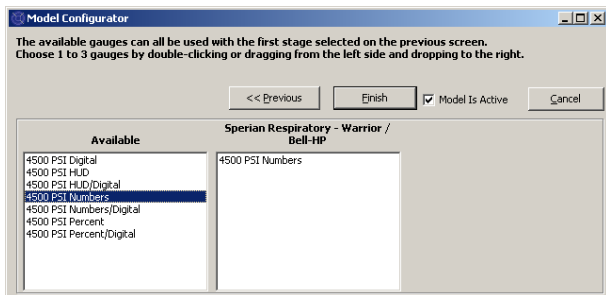 Model Configurator
The available gauges can all be used with the first stage selected on the previous screen.
Choose 1 to 3 gauges by double-clicking or dragging from the left side and dropping to the right.
<< Previous
Finish
Model Is Active
Cancel
Available
Sperian Respiratory - Warrior /
Bell-HP
4500 PSI Digital
4500 PSI HUD
4500 PSI HUD/Digital
4500 PSI Numbers
4500 PSI Numbers/Digital
4500 PSI Percent
4500 PSI Percent/Digital
4500 PSI Numbers